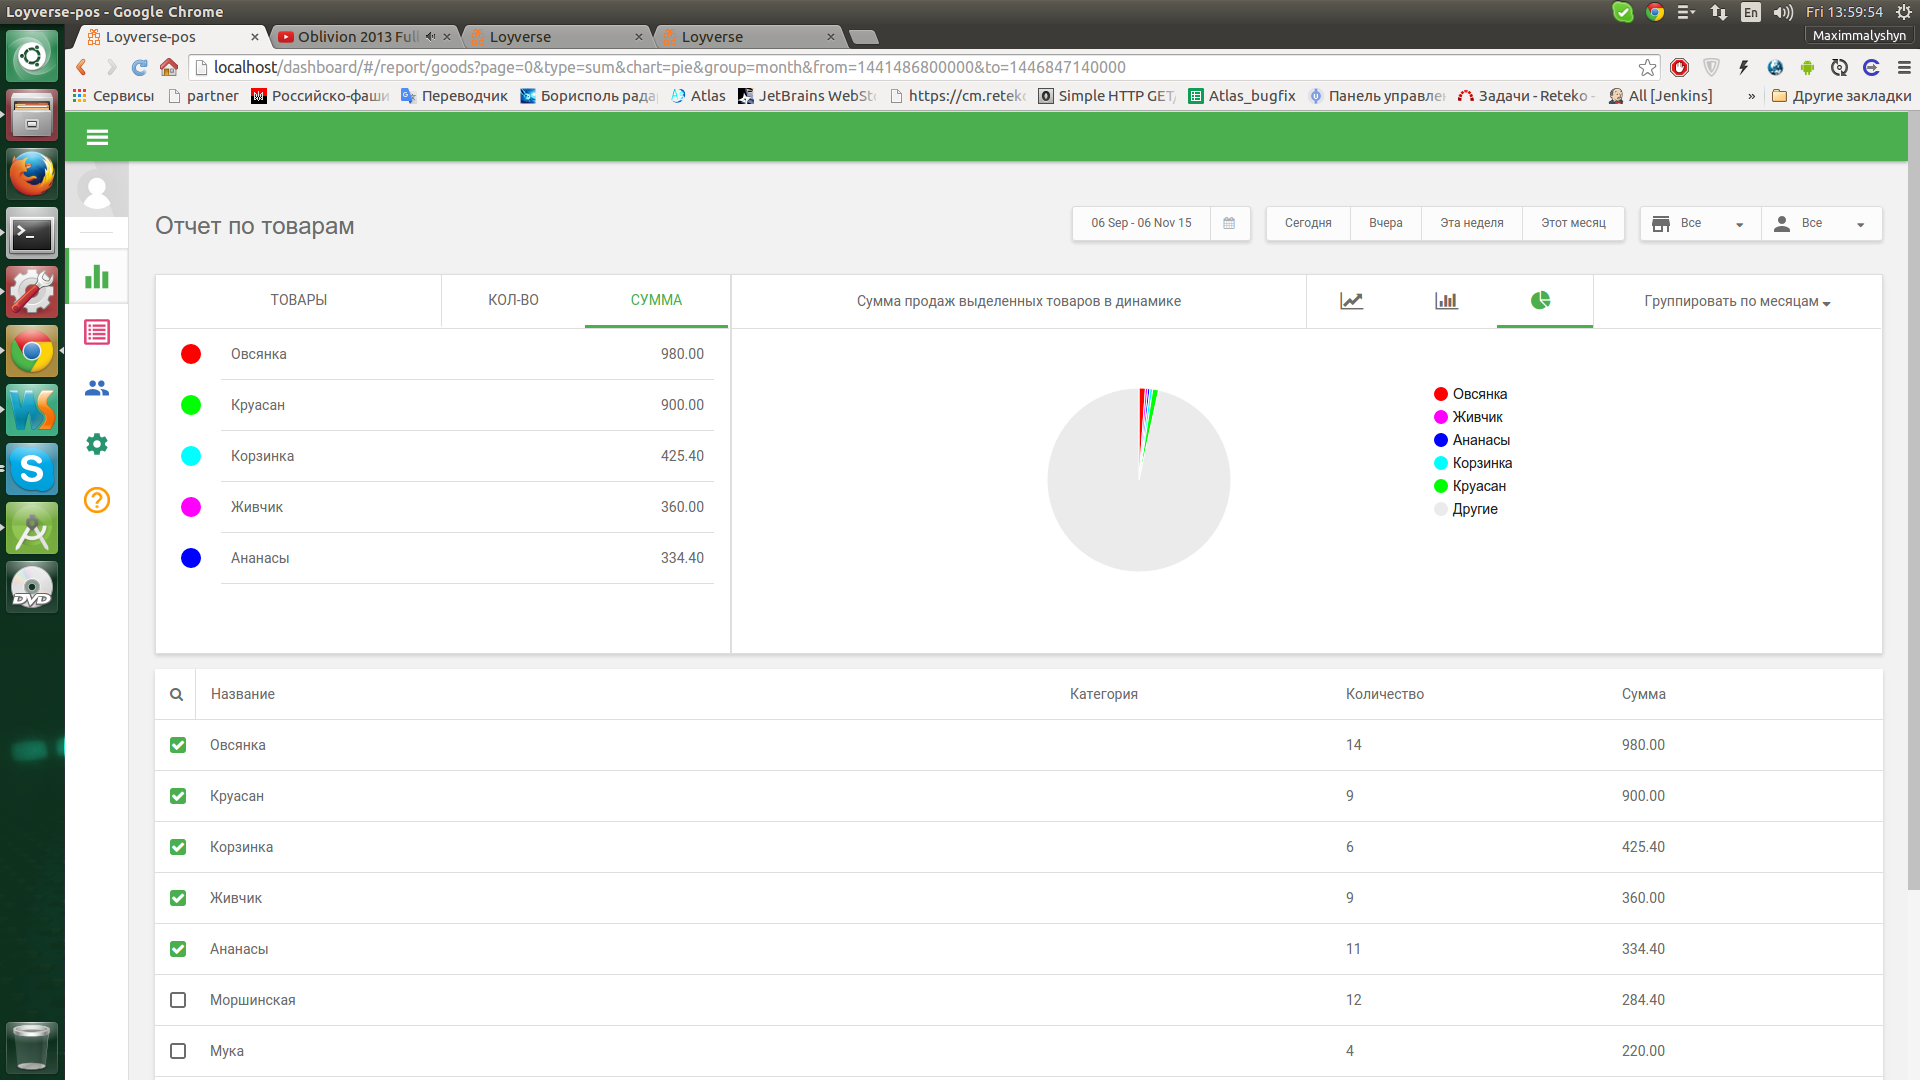 Loyverse-pos - Google Chrome
En
Fri 13:59:54
Maximmalyshyn
Loyverse-pos
Oblivion 2013 Full
Loyverse
Loyverse
localhost/dashboard/#/report/goods?page=0&type=sum&chart=pie&group=month&from=1441486800000&to=1446847140000
Сервисы
partner
Российско-фаши
Переводчик
Борисполь рада
Atlas
JetBrains WebSt
https://cm.retek
Simple HTTP GET/
Atlas_bugfix
Панель управле
Задачи - Reteko -
All [Jenkins]
»
Другие закладки
Отчет по товарам
06 Sep - 06 Nov 15
Сегодня
Вчера
Эта неделя
Этот месяц
Все
Все
ТОВАРЫ
КОЛ-ВО
СУММА
Сумма продаж выделенных товаров в динамике
Группировать по месяцам
Овсянка 980.00
Круасан 900.00
Корзинка 425.40
Живчик 360.00
Ананасы 334.40
Овсянка
Живчик
Ананасы
Корзинка
Круасан
Другие
Название Категория Количество Сумма
Овсянка 14 980.00
Круасан 9 900.00
Корзинка 6 425.40
Живчик 9 360.00
Ананасы 11 334.40
Моршинская 12 284.40
Мука 4 220.00
WS
S
DVD